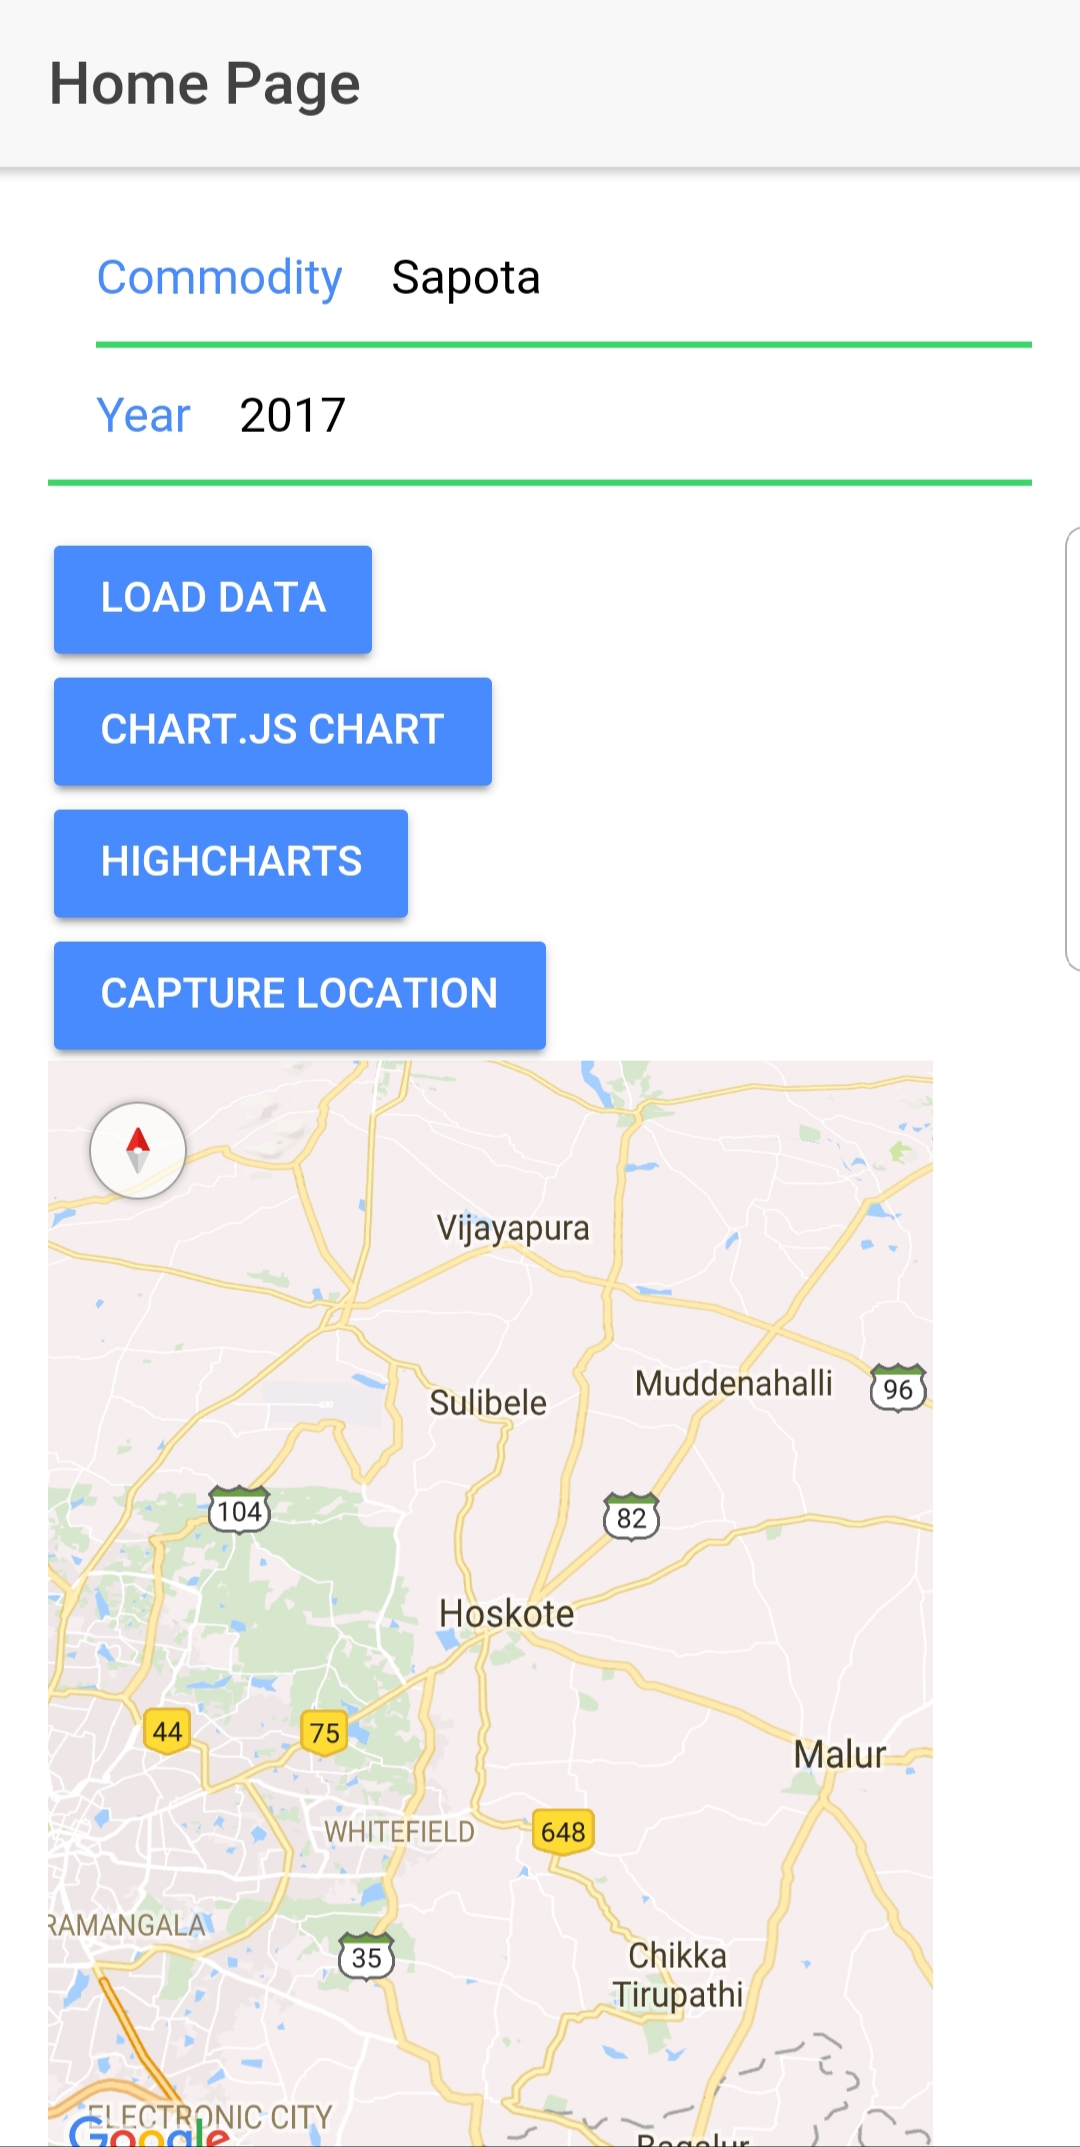 Home Page
Commodity Sapota
Year 2017
LOAD DATA
CHART.JS CHART
HIGHCHARTS
CAPTURE LOCATION
Vijayapura
Muddenahalli
96
Sulibele
104
82
Hoskote
44
75
Malur
WHITEFIELD
648
RAMANGALA
35
Chikka
Tirupathi
ELECTRONIC CITY
Google